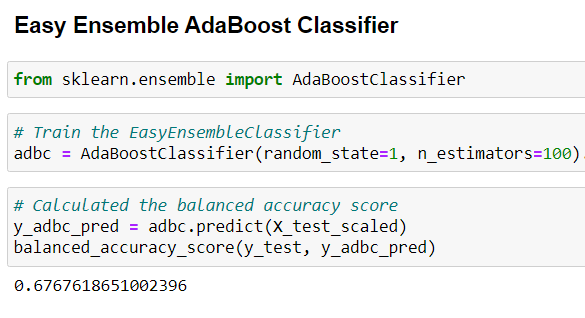 Easy Ensemble AdaBoost Classifier
from sklearn.ensemble import AdaBoostClassifier
# Train the EasyEnsembleClassifier
adbc = AdaBoostClassifier(random_state=1, n_estimators=100).
# Calculated the balanced accuracy score
y_adbc_pred = adbc.predict(X_test_scaled)
balanced_accuracy_score(y_test, y_adbc_pred)
0.6767618651002396